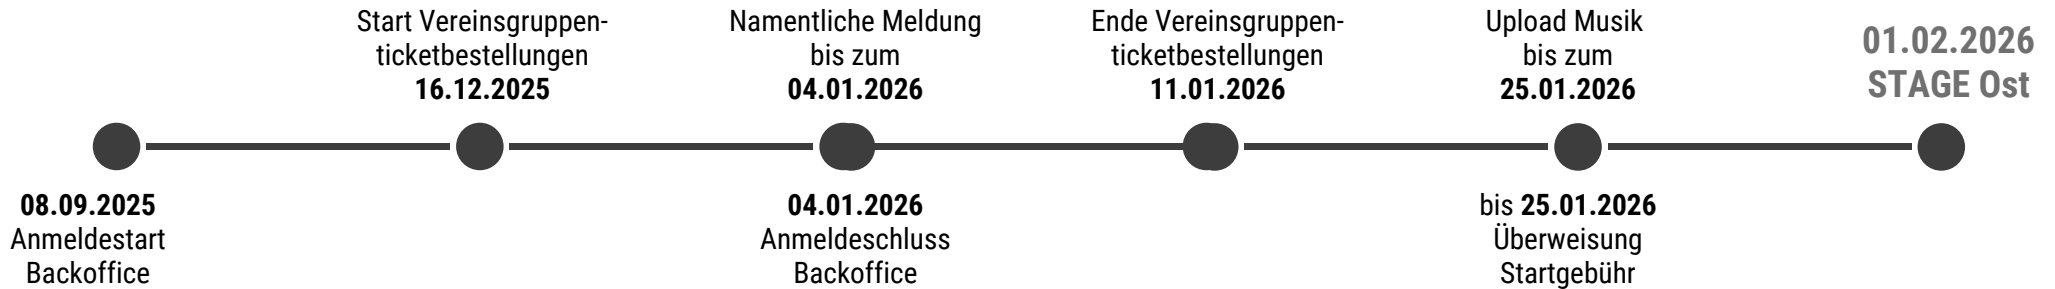 Start Vereinsgruppen-
ticketbestellungen
16.12.2025
Namentliche Meldung
bis zum
04.01.2026
Ende Vereinsgruppen-
ticketbestellungen
11.01.2026
Upload Musik
bis zum
25.01.2026
01.02.2026
STAGE Ost
08.09.2025
Anmeldestart
Backoffice
04.01.2026
Anmeldeschluss
Backoffice
bis 25.01.2026
Überweisung
Startgebühr